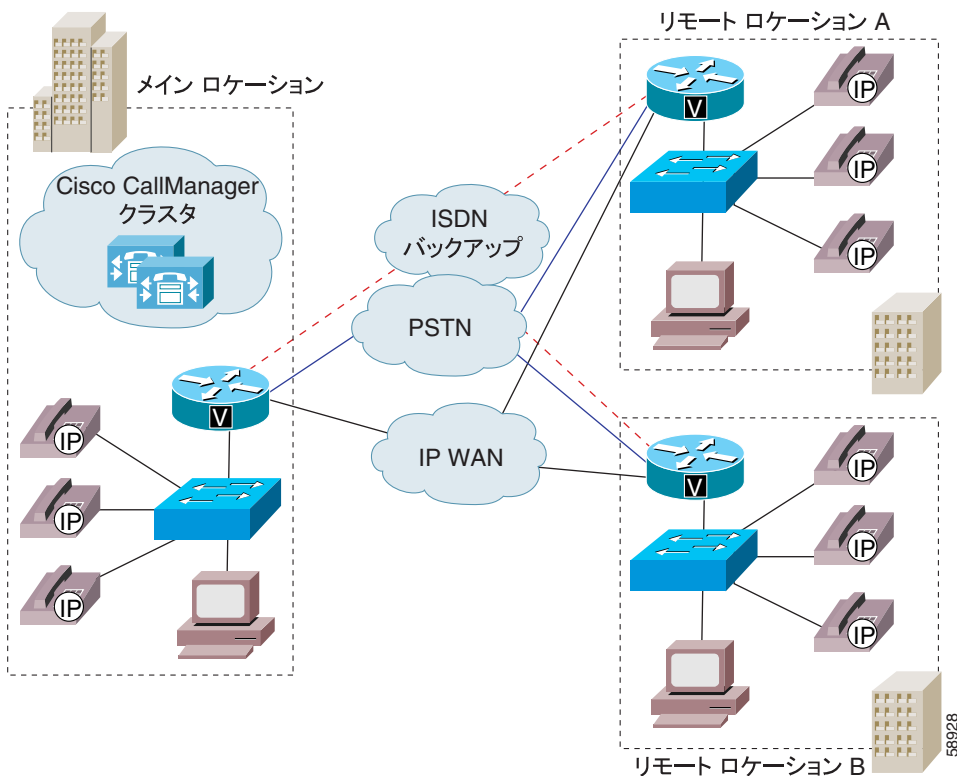 リモート ロケーション A
メイン ロケーション
Cisco CallManager
クラスタ
ISDN
バックアップ
PSTN
IP WAN
V
IP
IP
IP
V
IP
IP
IP
V
IP
IP
IP
リモート ロケーション B
58928